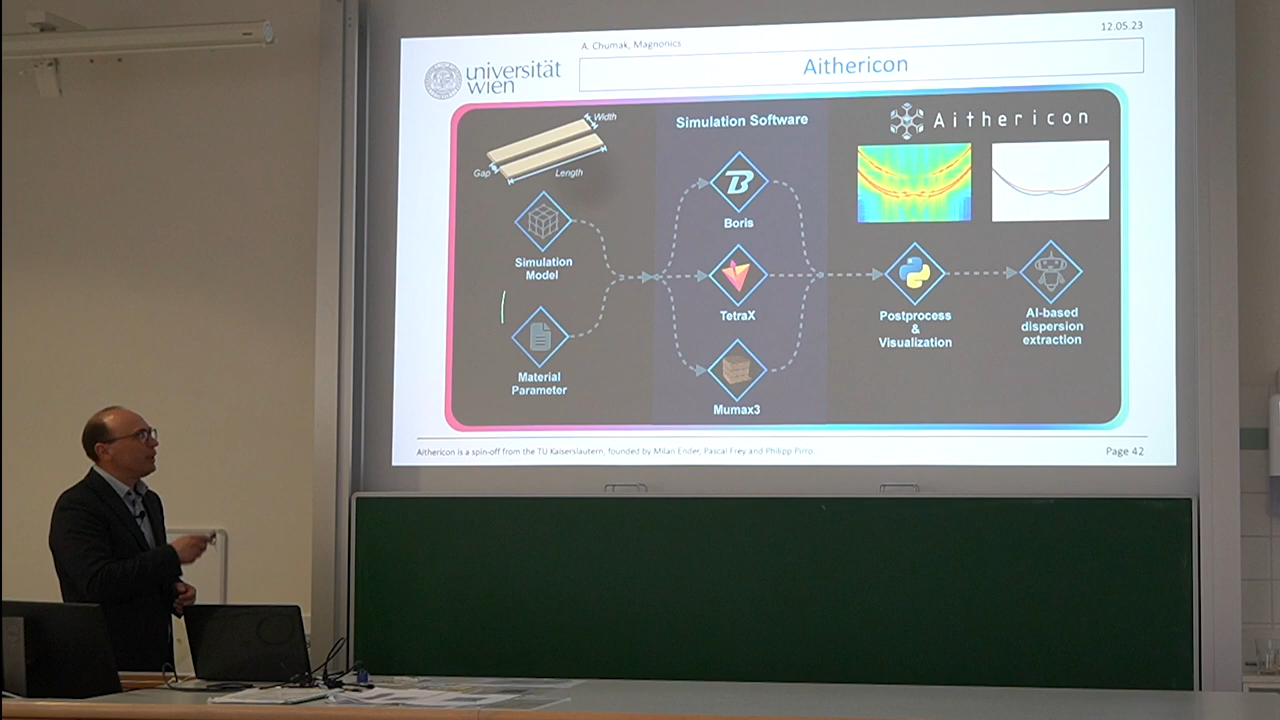 12.05.23
A. Chumak, Magnonics
universität
wien
Aithericon
Width
Gap
Length
Simulation
Model
Material
Parameter
Simulation Software
B
Boris
TetraX
Mumax3
Aithericon
Postprocess
&
Visualization
AI-based
dispersion
extraction
Aithericon is a spin-off from the TU Kaiserslautern, founded by Milan Ender, Pascal Frey and Philipp Pirro.
Page 42